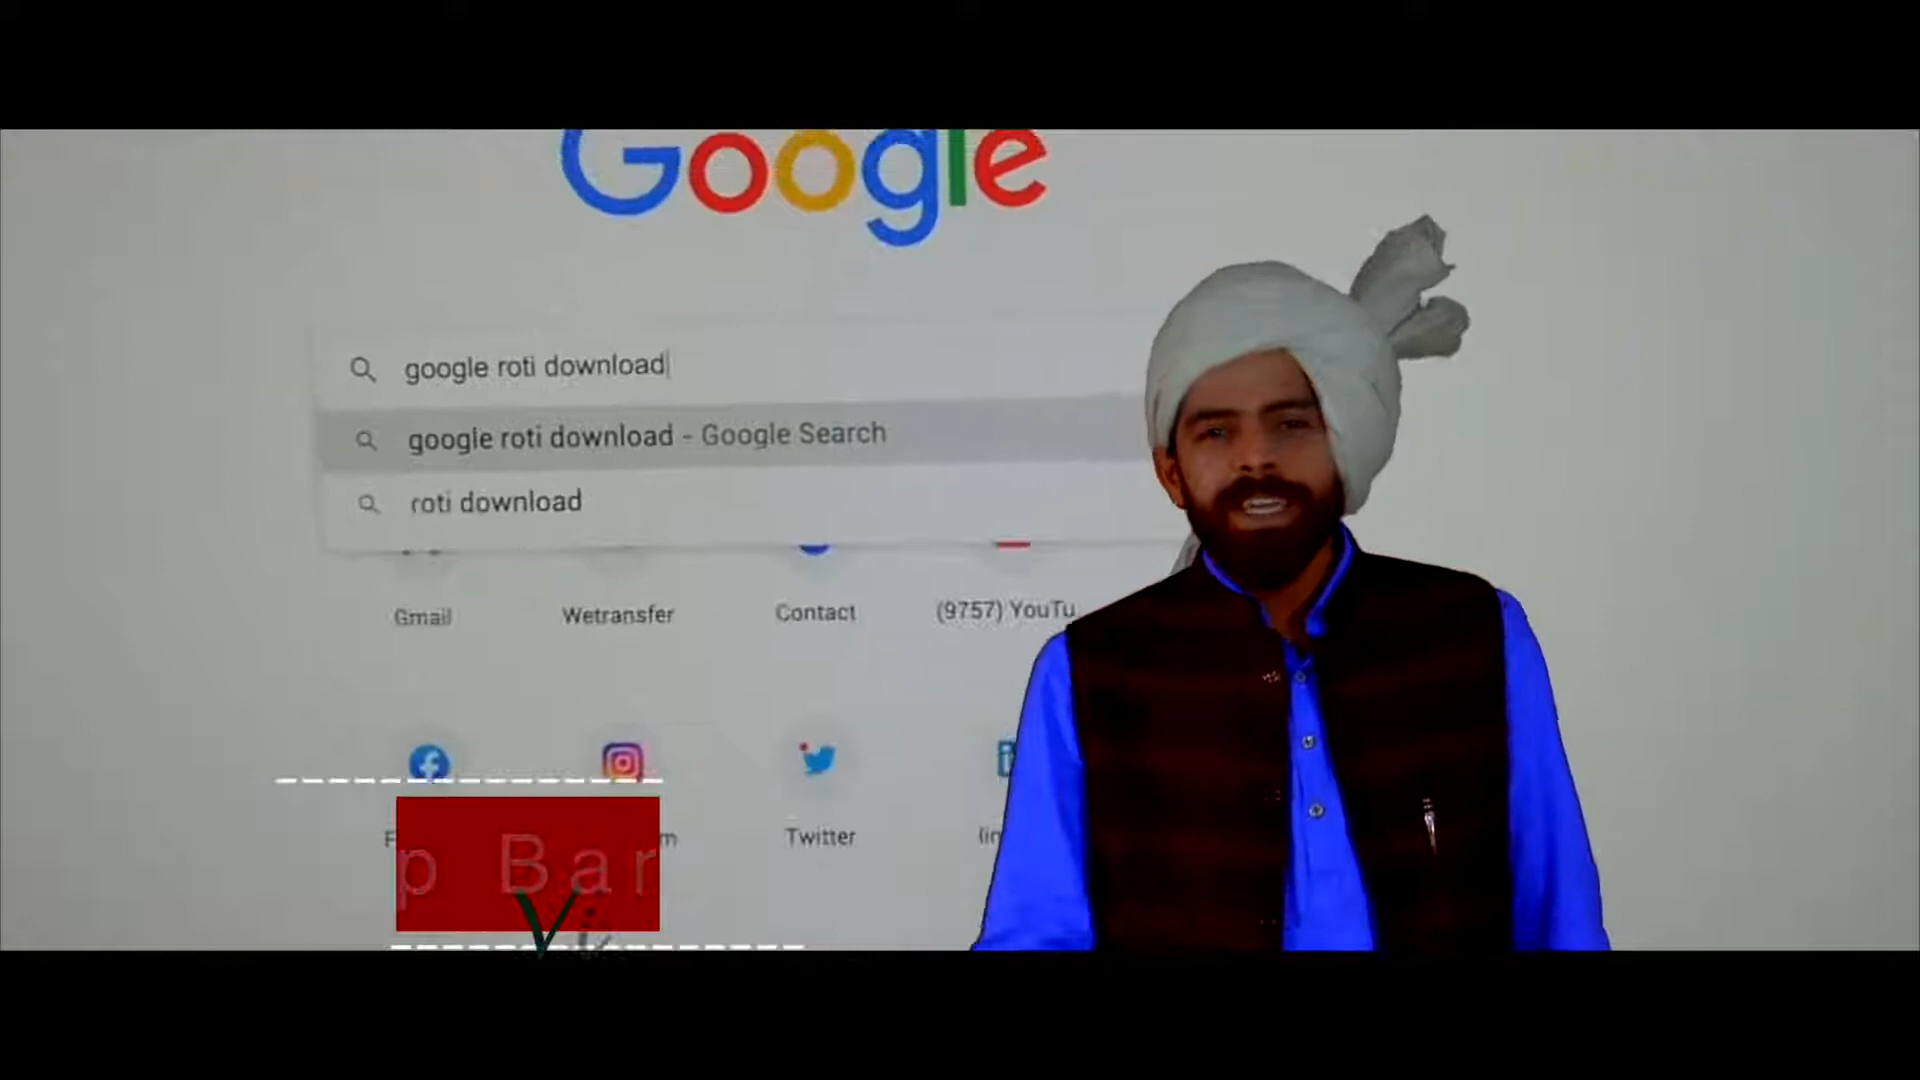 Google
google roti download
google roti download - Google Search
roti download
Gmail
Wetransfer
Contact
(9757) YouTu
Twitter
p Bar